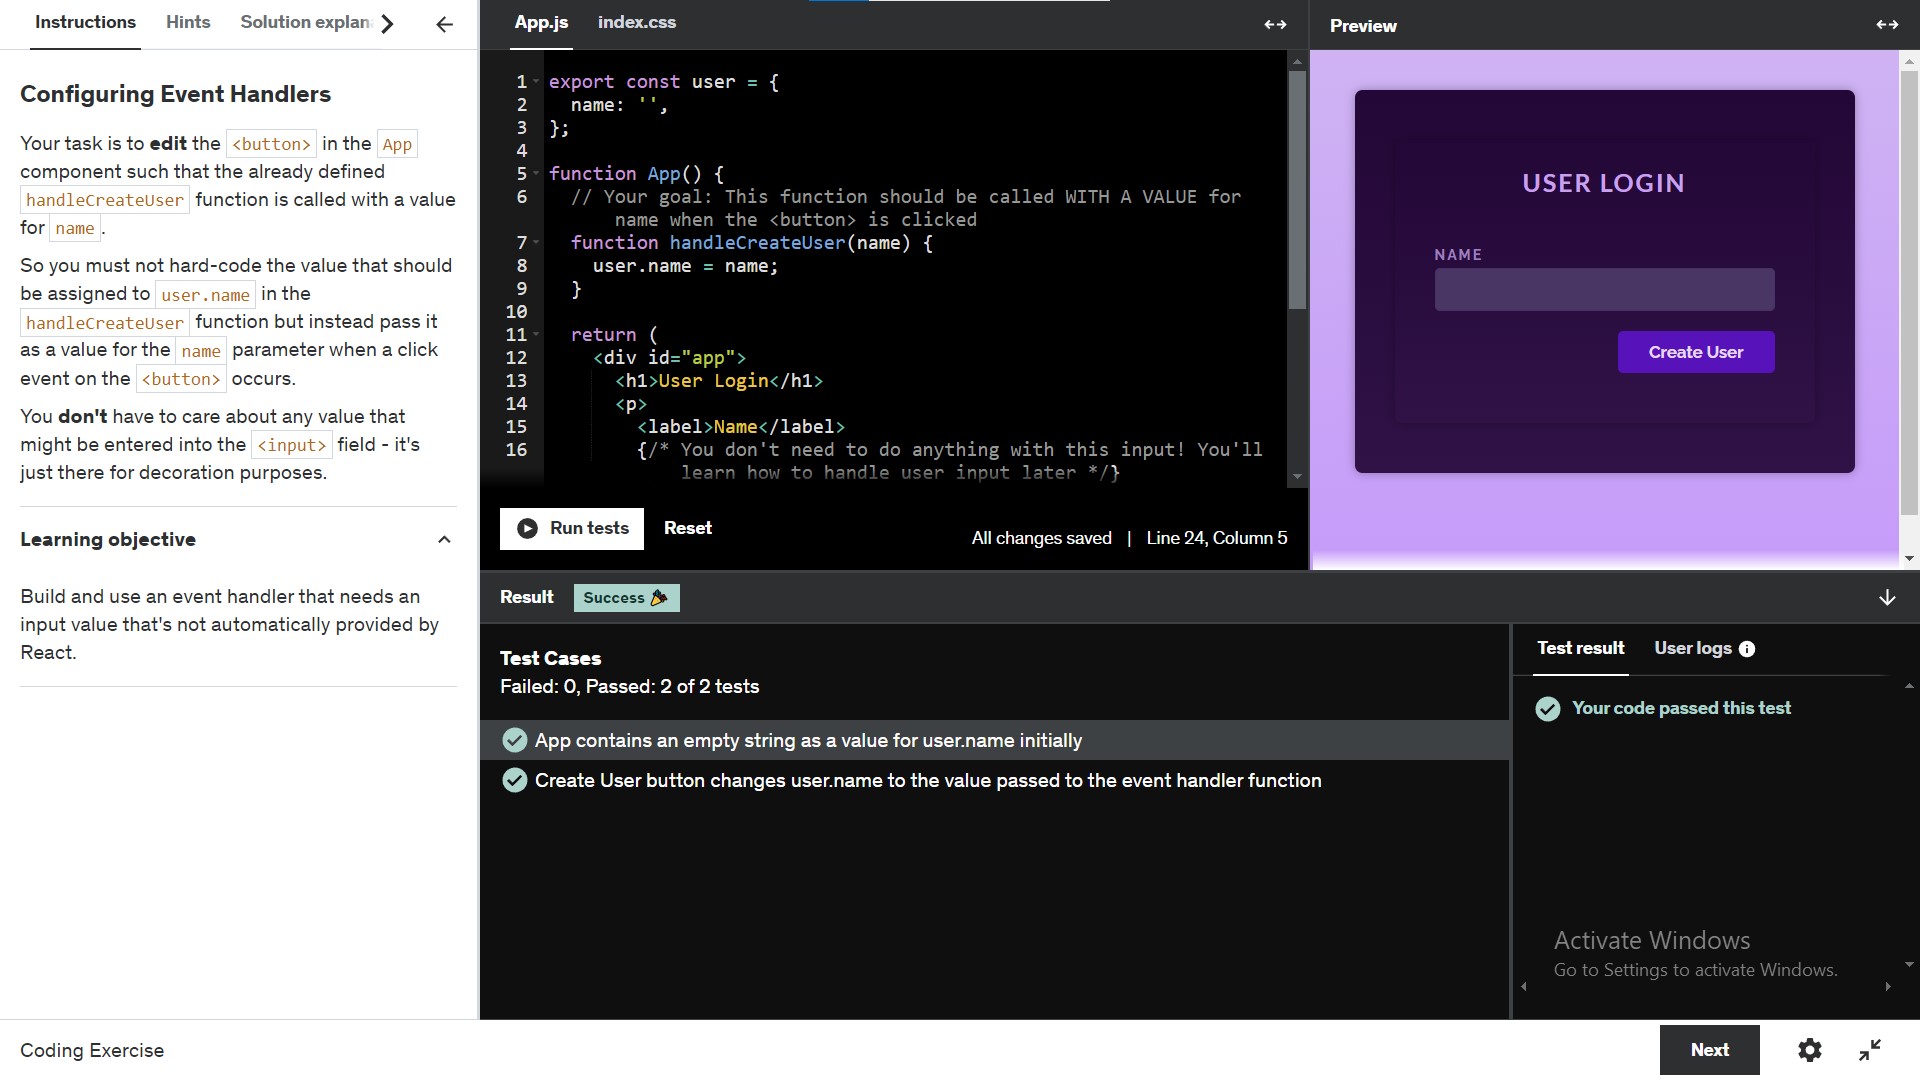 Instructions
Hints
Solution explan
Configuring Event Handlers
Your task is to edit the <button> in the App
component such that the already defined
handleCreateUser function is called with a value
for name.
So you must not hard-code the value that should
be assigned to user.name in the
handleCreateUser function but instead pass it
as a value for the name parameter when a click
event on the <button> occurs.
You don't have to care about any value that
might be entered into the <input> field - it's
just there for decoration purposes.
Learning objective
Build and use an event handler that needs an
input value that's not automatically provided by
React.
App.js
index.css
1 export const user = {
2 name: '',
3 };
4
5 function App() {
6 // Your goal: This function should be called WITH A VALUE for
name when the <button> is clicked
7 function handleCreateUser(name) {
8 user.name = name;
9 }
10
11 return (
12 <div id="app">
13 <h1>User Login</h1>
14 <p>
15 <label>Name</label>
16 {/* You don't need to do anything with this input! You'll
learn how to handle user input later */}
Run tests
Reset
All changes saved | Line 24, Column 5
Preview
USER LOGIN
NAME
Create User
Result
Success
Test Cases
Failed: 0, Passed: 2 of 2 tests
App contains an empty string as a value for user.name initially
Create User button changes user.name to the value passed to the event handler function
Test result
User logs
Your code passed this test
Activate Windows
Go to Settings to activate Windows.
Coding Exercise
Next